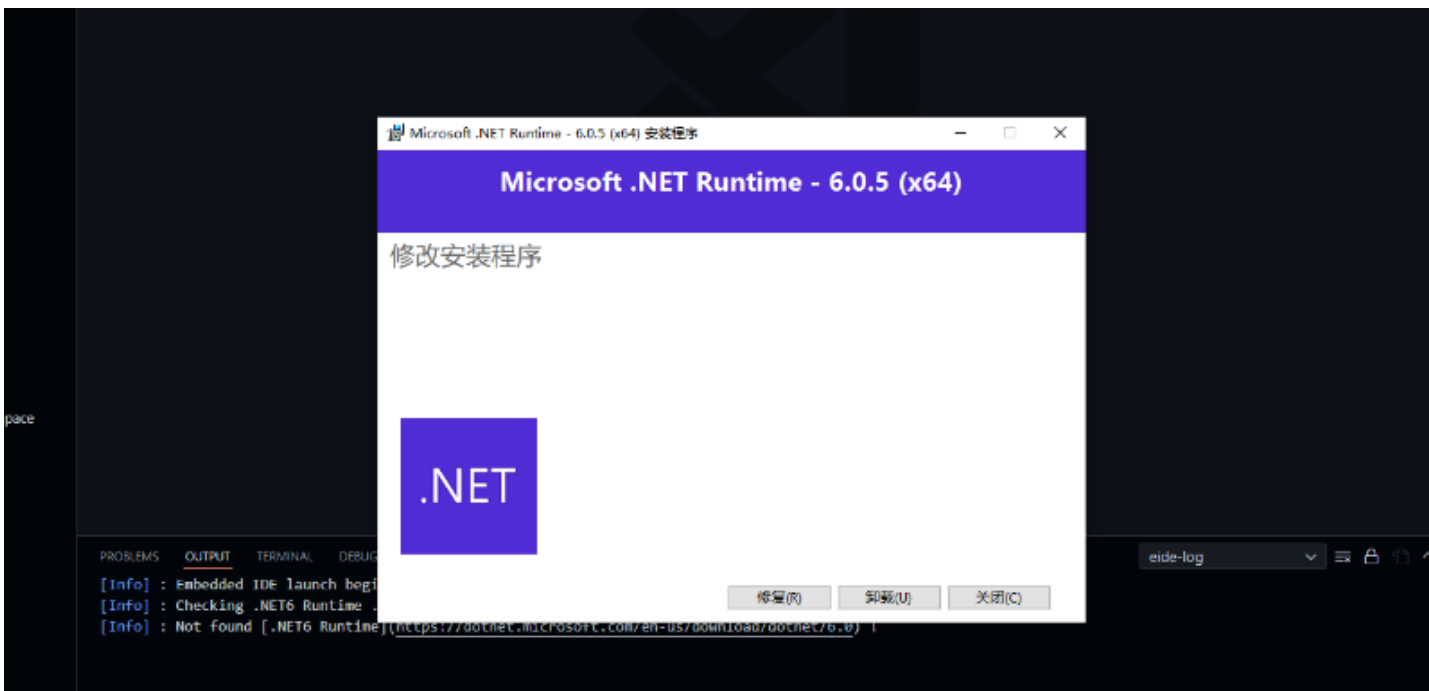 Microsoft .NET Runtime - 6.0.5 (x64) 安装程序
Microsoft .NET Runtime - 6.0.5 (x64)
修改安装程序
pace
.NET
PROBLEMS OUTPUT TERMINAL DEBUG
eide-log
[Info] : Embedded IDE launch begi
[Info] : Checking .NET6 Runtime .
修复(R) 卸载(U) 关闭(C)
[Info] : Not found [.NET6 Runtime](https://dotnet.microsoft.com/en-us/download/dotnet/6.0) !